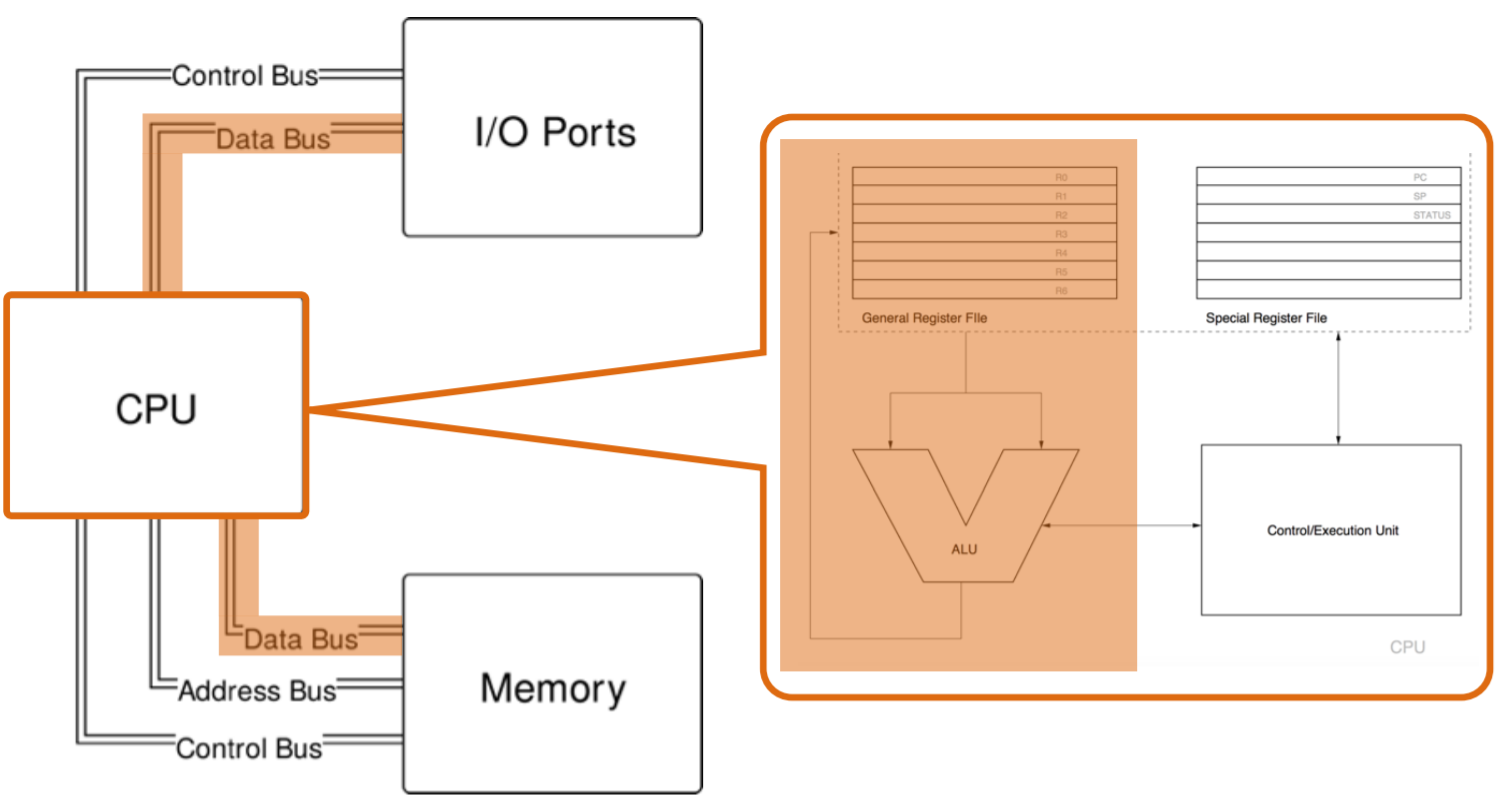 Control Bus
Data Bus
I/O Ports
CPU
Data Bus
Address Bus
Control Bus
Memory
R0
R1
R2
R3
R4
R5
R6
General Register FIle
PC
SP
STATUS
Special Register File
ALU
Control/Execution Unit
CPU